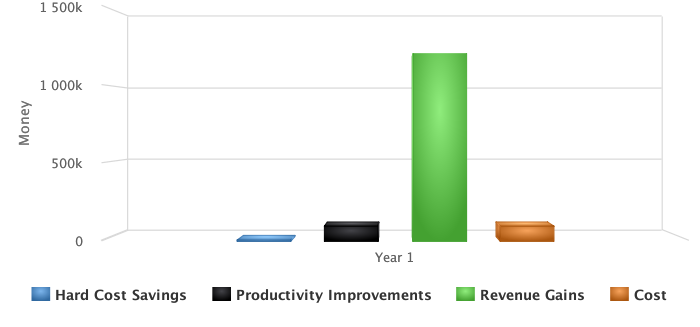 1 500k
1 000k
500k
0
Money
Year 1
Hard Cost Savings Productivity Improvements Revenue Gains Cost